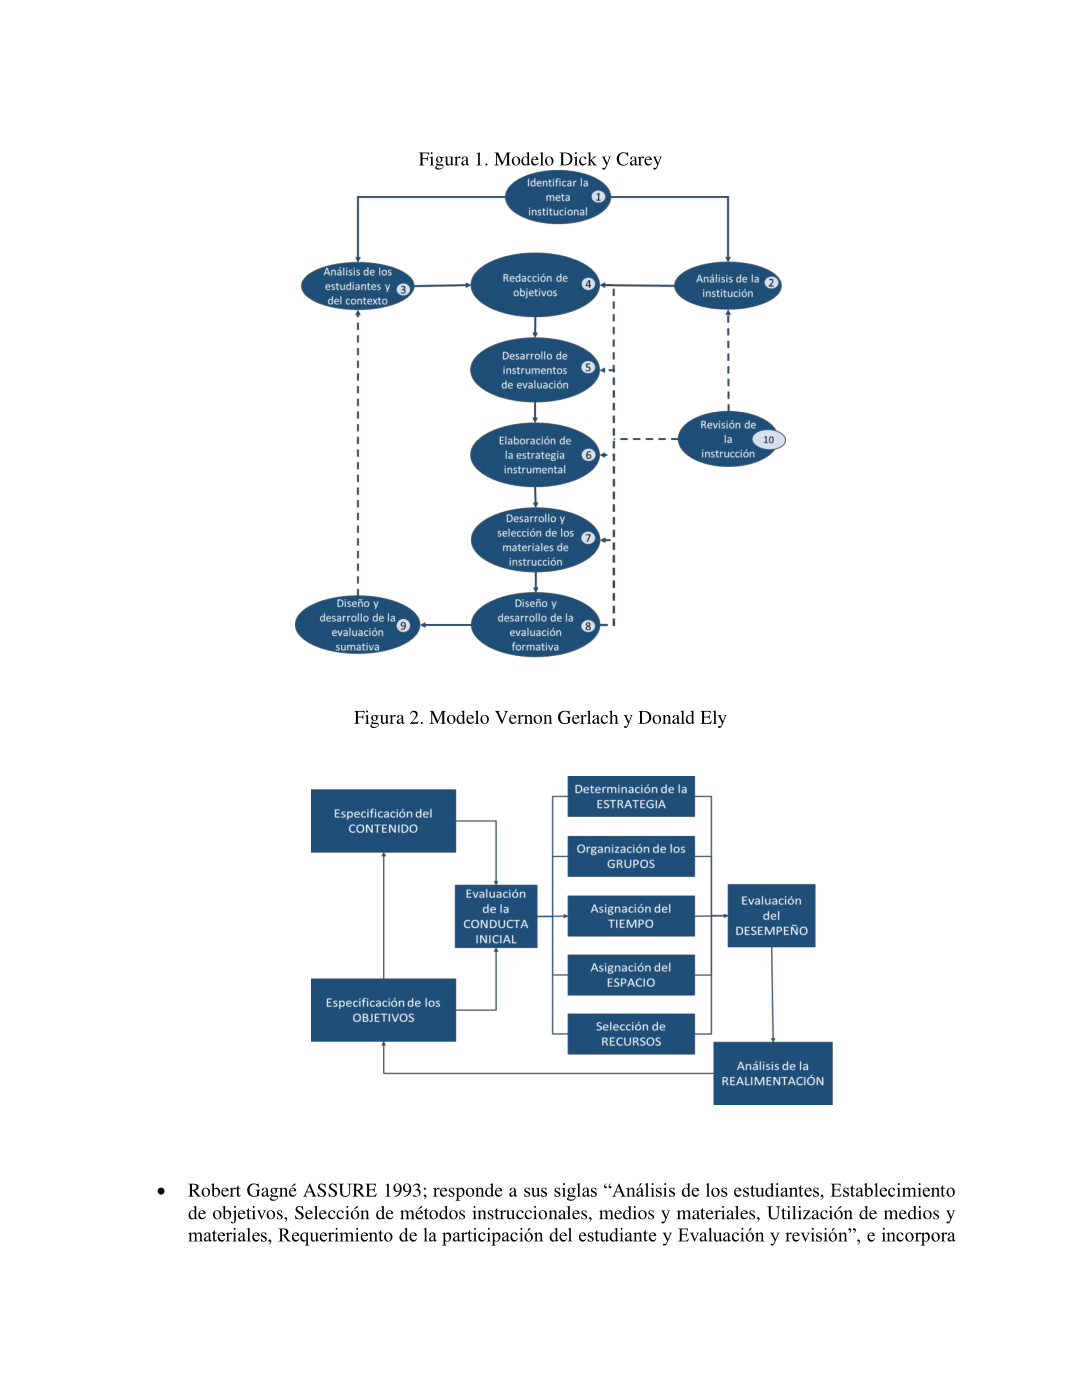 Figura 1. Modelo Dick y Carey
Identificar la
meta
institucional
1
Análisis de los
estudiantes y
del contexto
3
Redacción de
objetivos
4
Análisis de la
institución
2
Desarrollo de
instrumentos
de evaluación
5
Elaboración de
la estrategia
instrumental
6
Revisión de
la
instrucción
10
Desarrollo y
selección de los
materiales de
instrucción
7
Diseño y
desarrollo de la
evaluación
sumativa
9
Diseño y
desarrollo de la
evaluación
formativa
8
Figura 2. Modelo Vernon Gerlach y Donald Ely
Especificación del
CONTENIDO
Especificación de los
OBJETIVOS
Evaluación
de la
CONDUCTA
INICIAL
Determinación de la
ESTRATEGIA
Organización de los
GRUPOS
Asignación del
TIEMPO
Asignación del
ESPACIO
Selección de
RECURSOS
Evaluación
del
DESEMPEÑO
Análisis de la
REALIMENTACIÓN
• Robert Gagné ASSURE 1993; responde a sus siglas “Análisis de los estudiantes, Establecimiento
de objetivos, Selección de métodos instruccionales, medios y materiales, Utilización de medios y
materiales, Requerimiento de la participación del estudiante y Evaluación y revisión”, e incorpora